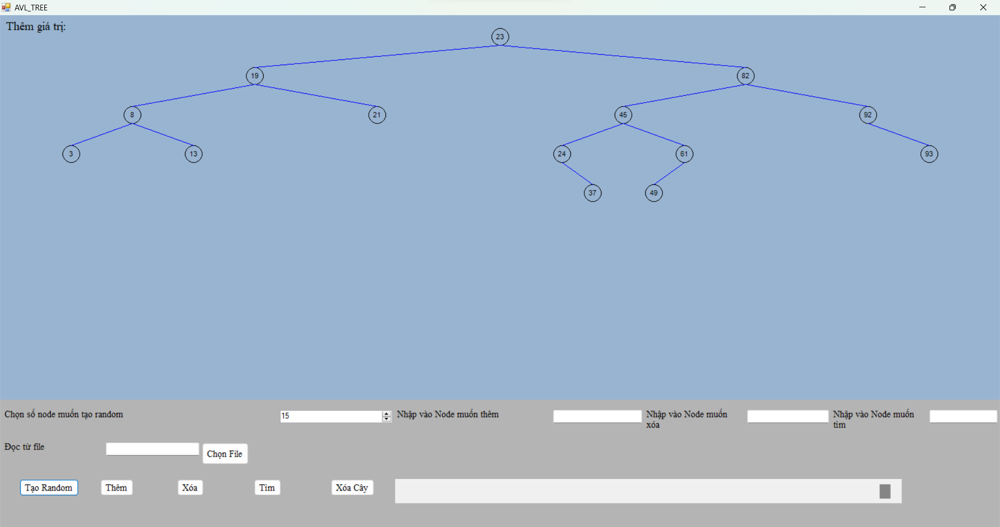 AVL_TREE
Thêm giá trị:
23
19
82
8
21
45
92
3
13
24
61
93
37
49
Chọn số node muốn tạo random
15
Nhập vào Node muốn thêm
Nhập vào Node muốn
xóa
Nhập vào Node muốn
tìm
Đọc từ file
Chọn File
Tạo Random
Thêm
Xóa
Tìm
Xóa Cây